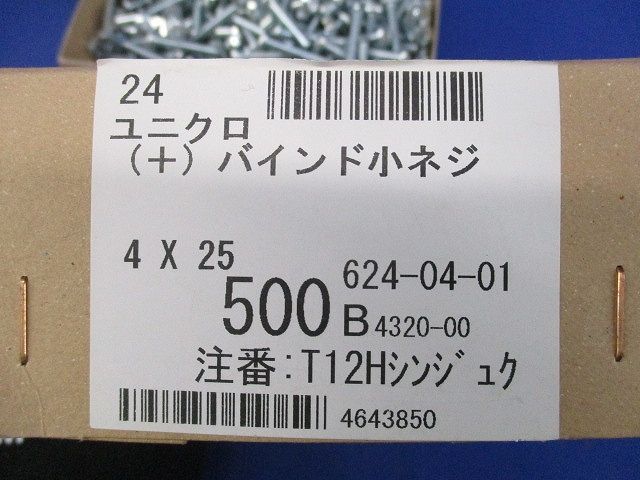 24
ユニクロ
（＋）バインド小ネジ
4 X 25
624-04-01
500 B 4320-00
注番:T12Hｼﾝｼﾞｭｸ
4643850